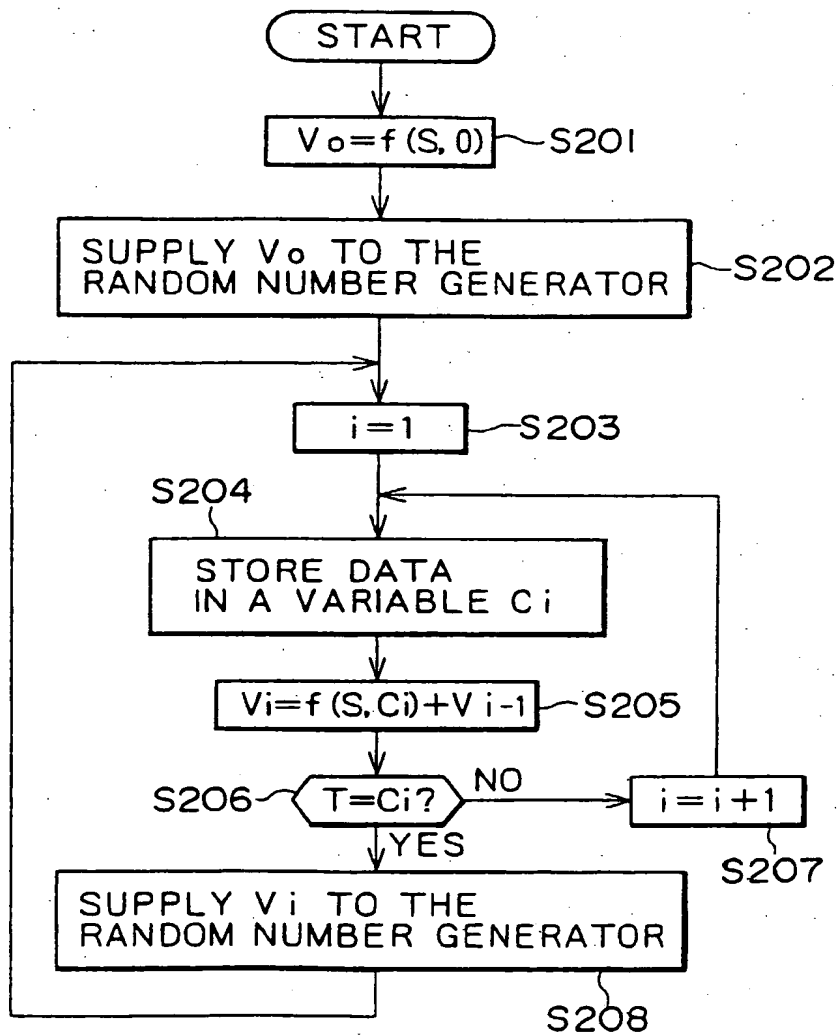 START
Vo=f(S,0)
S201
SUPPLY Vo TO THE
RANDOM NUMBER GENERATOR
S202
i=1
S203
S204
STORE DATA
IN A VARIABLE Ci
Vi=f(S,Ci)+Vi-1
S205
S206
T=Ci?
NO
i=i+1
S207
YES
SUPPLY Vi TO THE
RANDOM NUMBER GENERATOR
S208